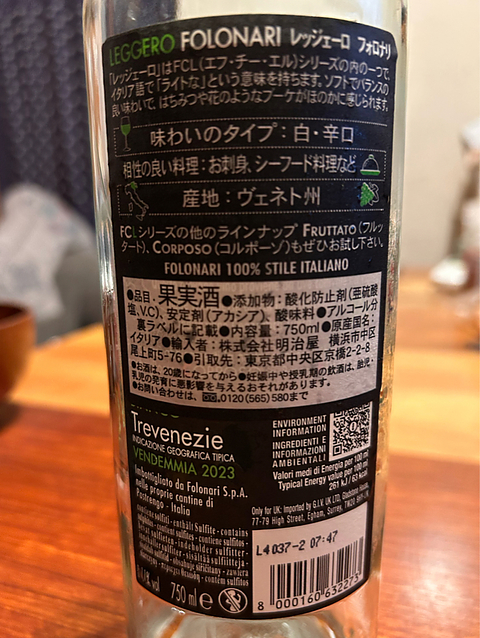 LEGGERO FOLONARI レッジェーロ フォロナリ
「レッジェーロ」はFCL(エフ・チー・エル)シリーズの内の一つで、
イタリア語で「ライトな」という意味を持ちます。ソフトでバランスの
良い味わいで、はちみつや花のようなブーケがほのかに感じられます。
味わいのタイプ:白・辛口
相性の良い料理:お刺身、シーフード料理など
産地:ヴェネト州
FCLシリーズの他のラインナップ FRUTTATO(フルッ
タート)、CORPOSO(コルポーゾ)もぜひお試し下さい。
FOLONARI 100% STILE ITALIANO
●品目:果実酒●添加物:酸化防止剤(亜硫酸
塩、V.C)、安定剤(アカシア)、酸味料●アルコール分:
裏ラベルに記載●内容量:750ml●原産国名:
イタリア●輸入者:株式会社明治屋 横浜市中区
尾上町5-76●引取先:東京都中央区京橋2-2-8
●お酒は、20歳になってから●妊娠中や授乳期の飲酒は、胎児・
乳児の発育に悪影響を与えるおそれがあります。
●お問い合わせは、0120(565)580まで
Trevenezie
INDICAZIONE GEOGRAFICA TIPICA
VENDEMMIA 2023
Imbottigliato da Folonari S.p.A.
nelle proprie cantine di
Pastrengo - Italia
ENVIRONMENT
INFORMATION
INGREDIENTI E
INFORMAZIONI
AMBIENTALI
Valori medi di Energia per 100 ml
Typical Energy value per 100 ml
261 kJ / 63 kcal
Only for UK: Imported by G.I.V. UK LTD, Gladstone House,
77-79 High Street, Egham, Surrey, TW20
contiene solfiti - enthält Sulfite - contains
L4037-2 07:47
% vol
750 ml e
8 000160 632273